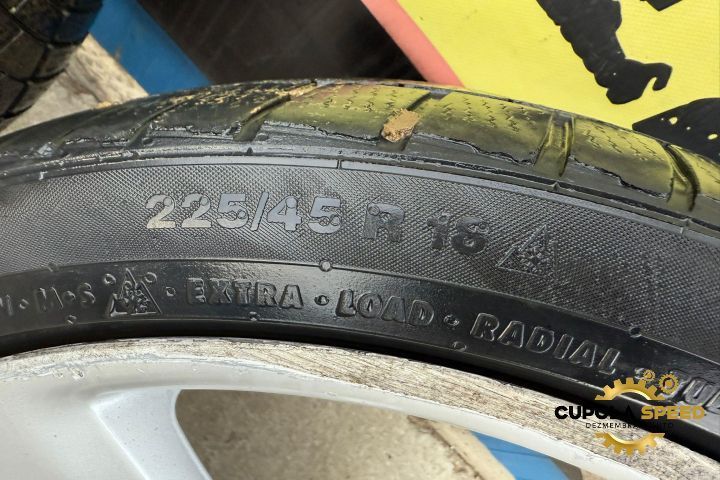 225/45 R 18
M+S · EXTRA · LOAD · RADIAL
CUPOLA SPEED
DEZMEMBRARI AUTO